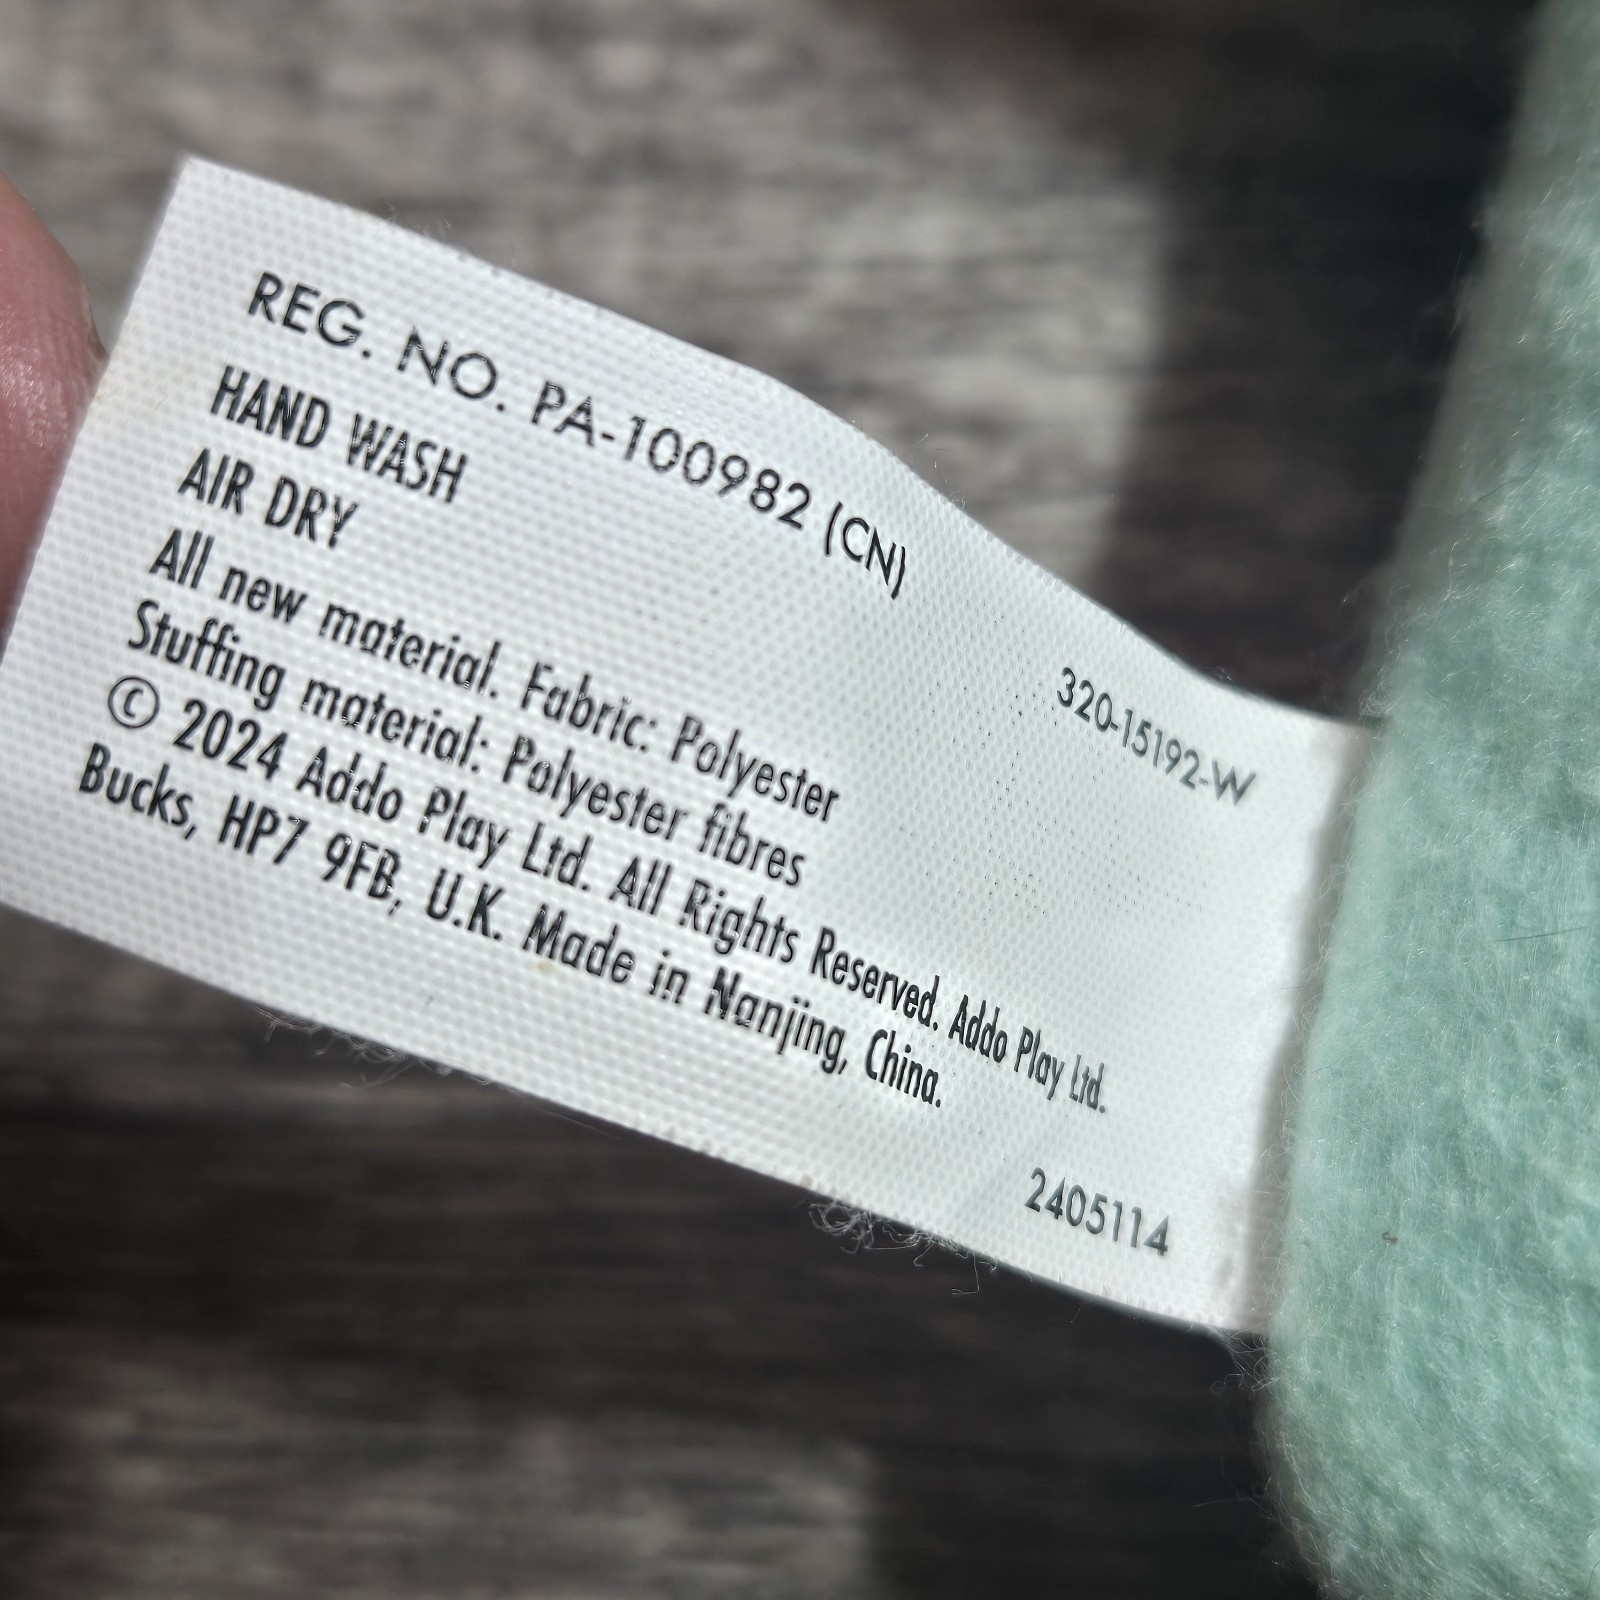 REG. NO. PA-100982 (CN)
HAND WASH
AIR DRY
320-15192-W
All new material. Fabric: Polyester
Stuffing material: Polyester fibres
© 2024 Addo Play Ltd. All Rights Reserved. Addo Play Ltd.
Bucks, HP7 9FB, U.K. Made in Nanjing, China.
2405114